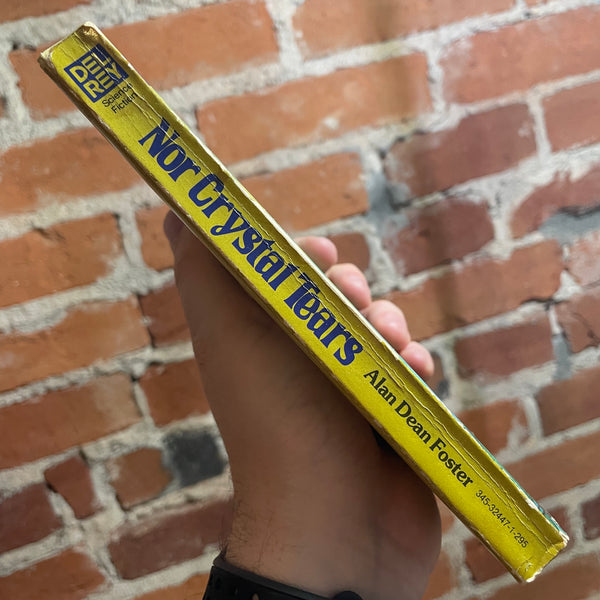 DEL
REY
Science
Fiction
Nor Crystal Tears
Alan Dean Foster
345-32447-1-295